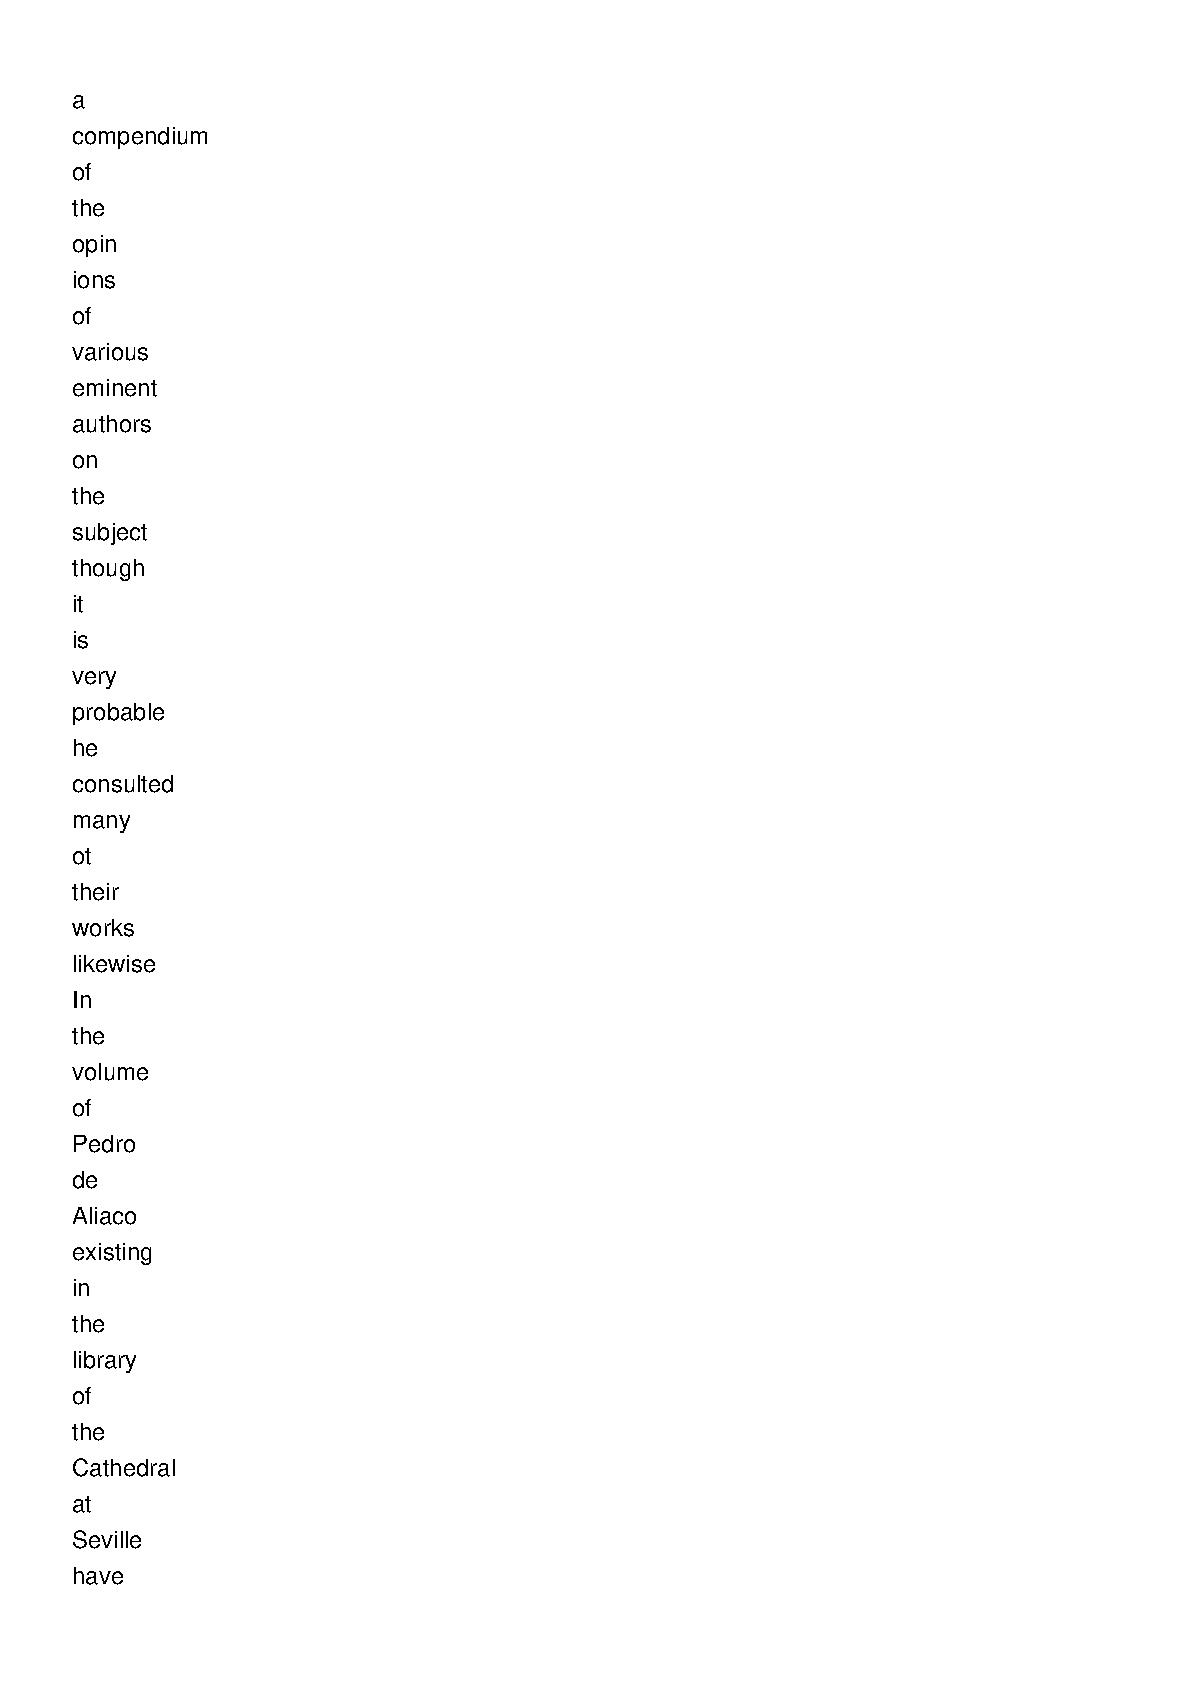 a
compendium
of
the
opin
ions
of
various
eminent
authors
on
the
subject
though
it
is
very
probable
he
consulted
many
ot
their
works
likewise
In
the
volume
of
Pedro
de
Aliaco
existing
in
the
library
of
the
Cathedral
at
Seville
have